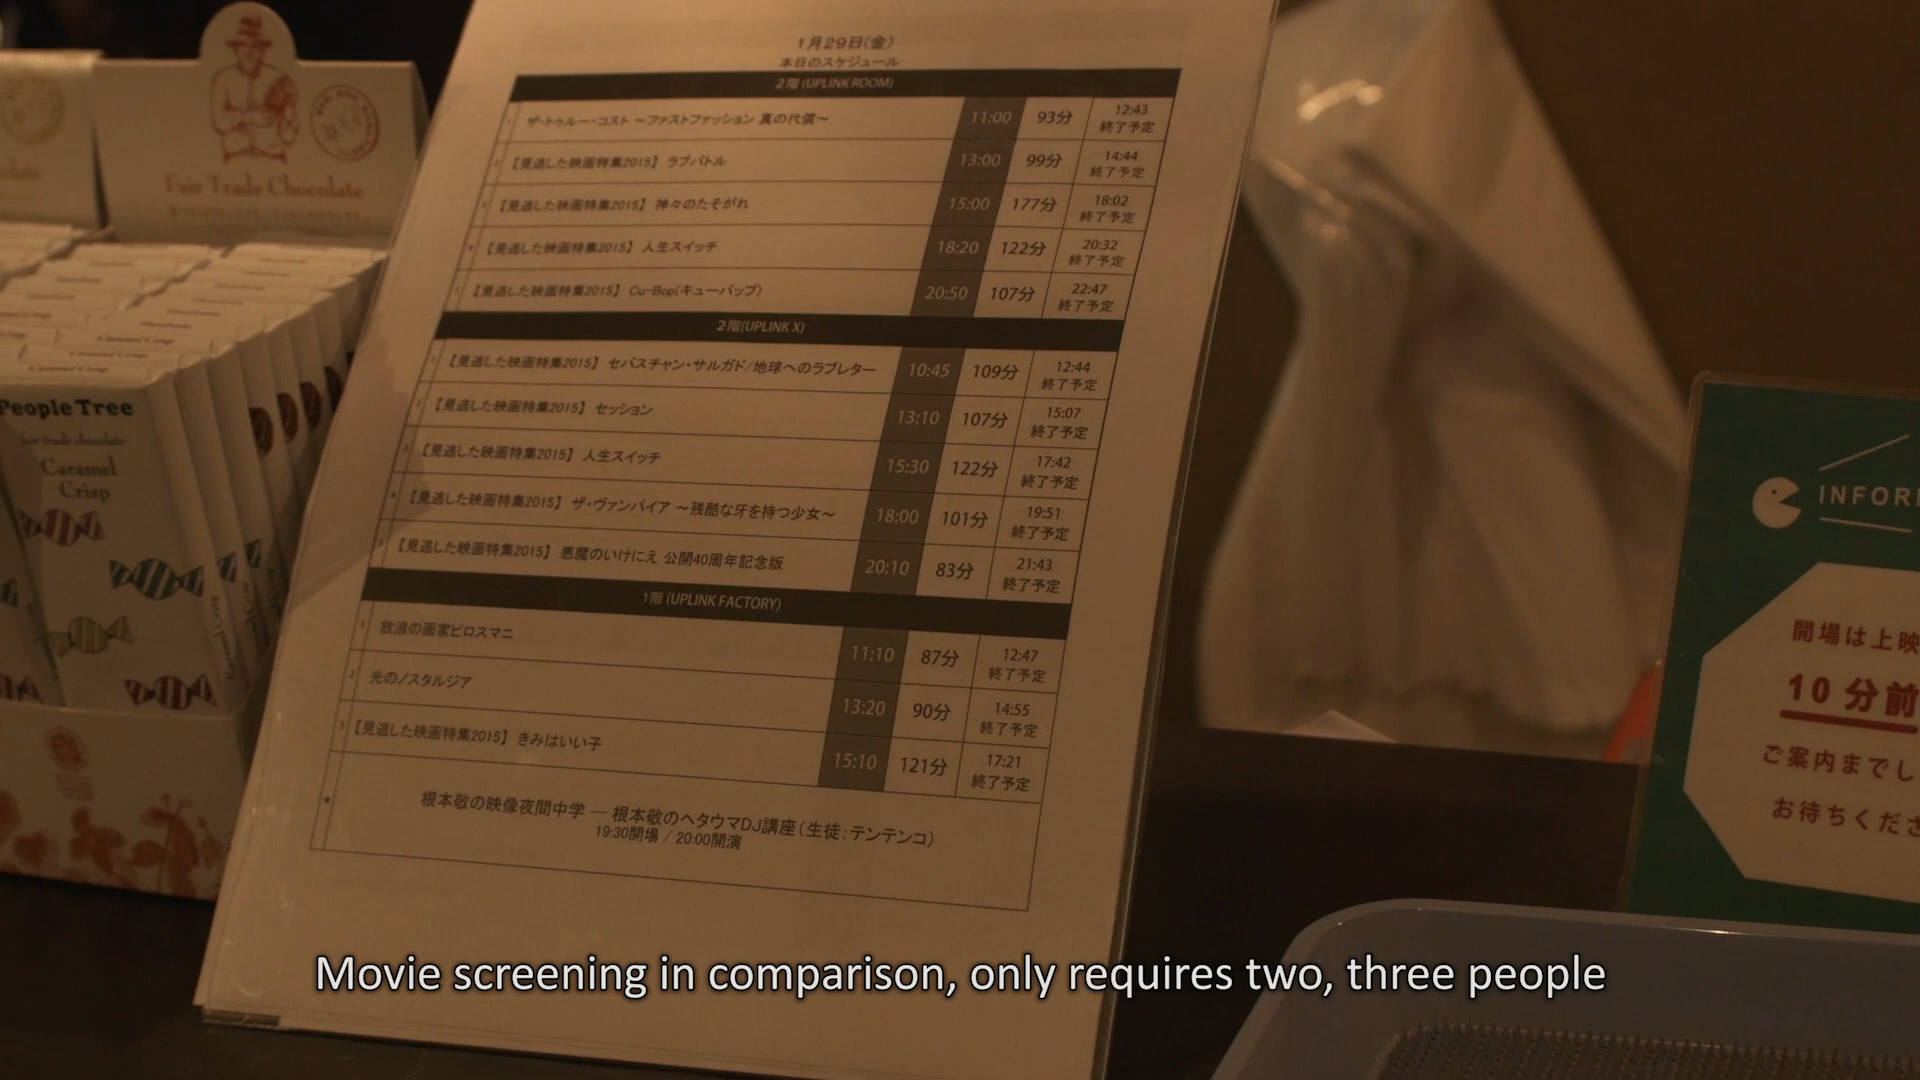 1月29日(金)
本日のスケジュール
2階(UPLINK ROOM)
1 ザ・トゥルー・コスト ～ファストファッション 真の代償～ 11:00 93分 12:43 終了予定
2 【見逃した映画特集2015】 ラブバトル 13:00 99分 14:44 終了予定
3 【見逃した映画特集2015】 神々のたそがれ 15:00 177分 18:02 終了予定
4 【見逃した映画特集2015】 人生スイッチ 18:20 122分 20:32 終了予定
5 【見逃した映画特集2015】 Cu-Bop(キューバップ) 20:50 107分 22:47 終了予定
2階(UPLINK X)
1 【見逃した映画特集2015】 セバスチャン・サルガド/地球へのラブレター 10:45 109分 12:44 終了予定
2 【見逃した映画特集2015】 セッション 13:10 107分 15:07 終了予定
3 【見逃した映画特集2015】 人生スイッチ 15:30 122分 17:42 終了予定
4 【見逃した映画特集2015】 ザ・ヴァンパイア ～残酷な牙を持つ少女～ 18:00 101分 19:51 終了予定
5 【見逃した映画特集2015】 悪魔のいけにえ 公開40周年記念版 20:10 83分 21:43 終了予定
1階(UPLINK FACTORY)
1 放浪の画家ピロスマニ 11:10 87分 12:47 終了予定
2 光のノスタルジア 13:20 90分 14:55 終了予定
3 【見逃した映画特集2015】 きみはいい子 15:10 121分 17:21 終了予定
★ 根本敬の映像夜間中学 ― 根本敬のヘタウマDJ講座(生徒:テンテンコ)
19:30開場 / 20:00開演
Fair Trade Chocolate
People Tree
fair trade chocolate
Caramel
Crisp
INFOR
開場は上映
10分前
ご案内までし
お待ちくださ
Movie screening in comparison, only requires two, three people